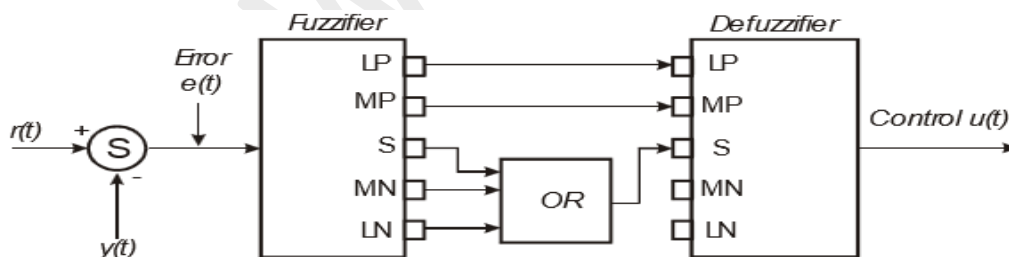 Fuzzifier
Defuzzifier
Error
e(t)
r(t)
+
S
-
y(t)
LP
MP
S
MN
LN
OR
LP
MP
S
MN
LN
Control u(t)